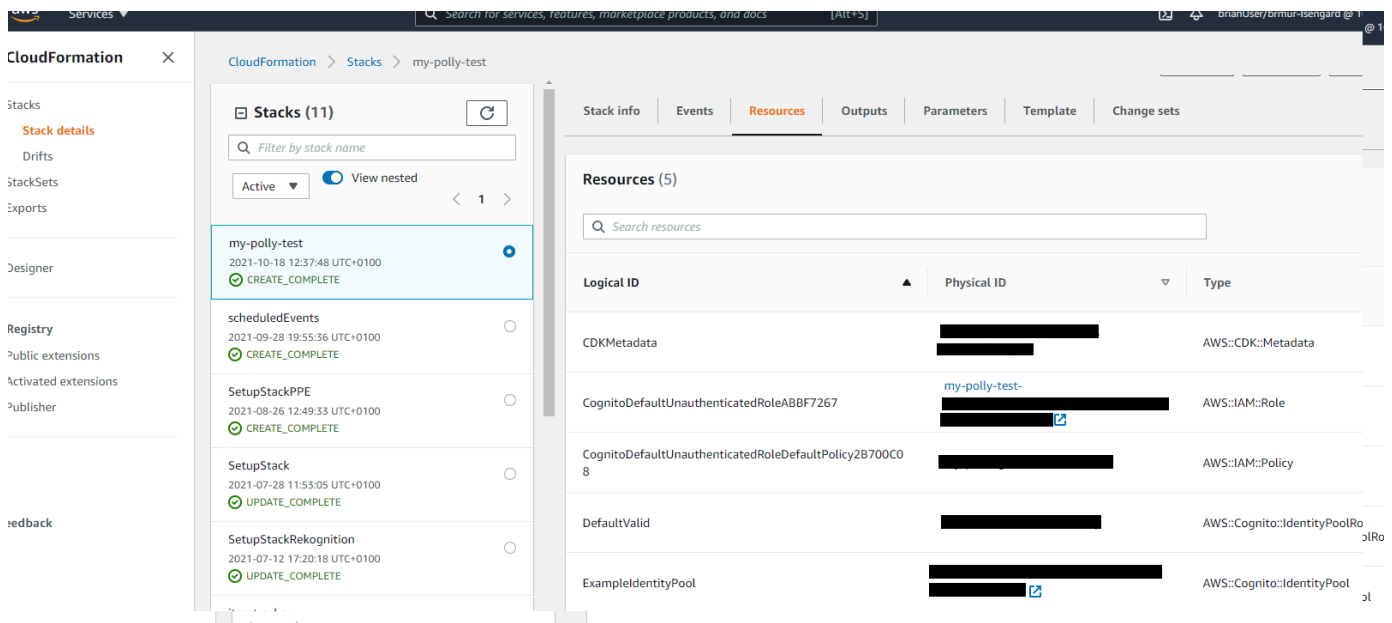 aws
Services
Search for services, features, marketplace products, and docs [Alt+S]
brianUser/brmur-Isengard @
CloudFormation
Stacks
Stack details
Drifts
StackSets
Exports
Designer
Registry
Public extensions
Activated extensions
Publisher
eedback
CloudFormation > Stacks > my-polly-test
Stacks (11)
Filter by stack name
Active
View nested
1
my-polly-test
2021-10-18 12:37:48 UTC+0100
CREATE_COMPLETE
scheduledEvents
2021-09-28 19:55:36 UTC+0100
CREATE_COMPLETE
SetupStackPPE
2021-08-26 12:49:33 UTC+0100
CREATE_COMPLETE
SetupStack
2021-07-28 11:53:05 UTC+0100
UPDATE_COMPLETE
SetupStackRekognition
2021-07-12 17:20:18 UTC+0100
UPDATE_COMPLETE
Stack info Events Resources Outputs Parameters Template Change sets
Resources (5)
Search resources
Logical ID Physical ID Type
CDKMetadata AWS::CDK::Metadata
my-polly-test-
CognitoDefaultUnauthenticatedRoleABBF7267 AWS::IAM::Role
CognitoDefaultUnauthenticatedRoleDefaultPolicy2B700C0
8
AWS::IAM::Policy
DefaultValid AWS::Cognito::IdentityPoolRo
olRo
ExampleIdentityPool AWS::Cognito::IdentityPool
ol